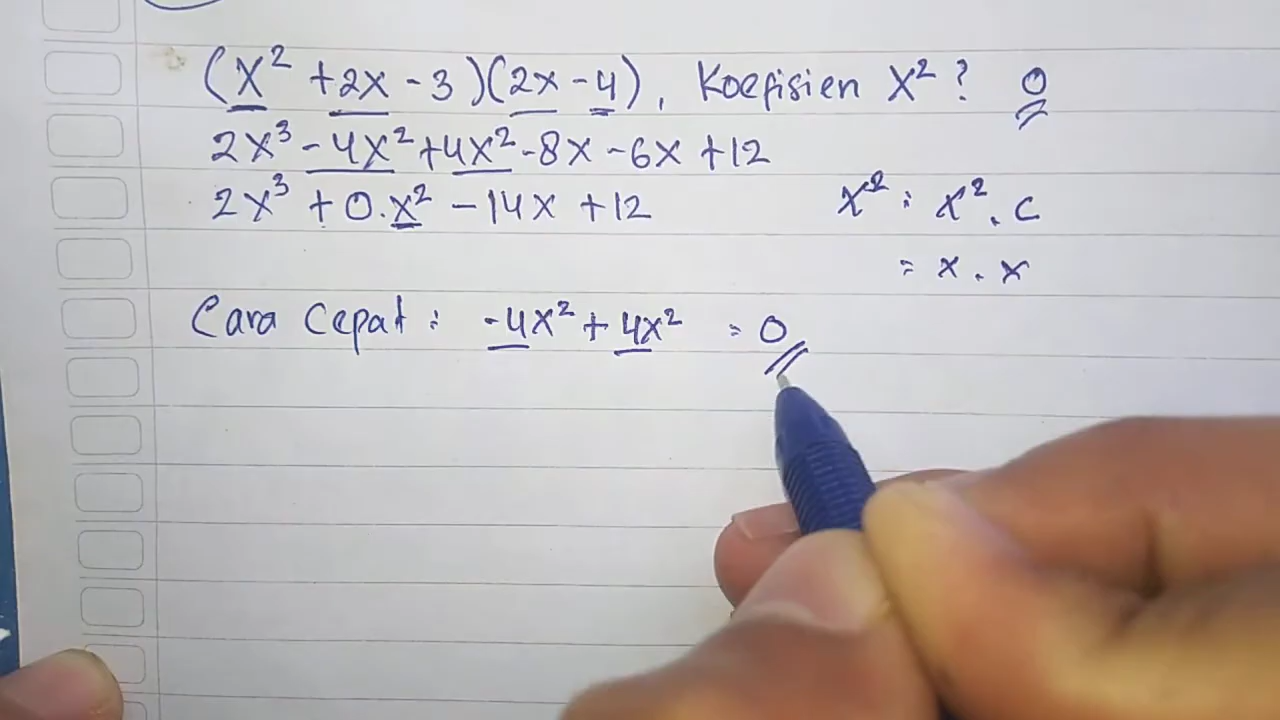 (x² + 2x - 3)(2x - 4), Koefisien x² ? 0
2x³ - 4x² + 4x² - 8x - 6x + 12
2x³ + 0.x² - 14x + 12
x² : x² . c
= x . x
Cara Cepat : -4x² + 4x² = 0